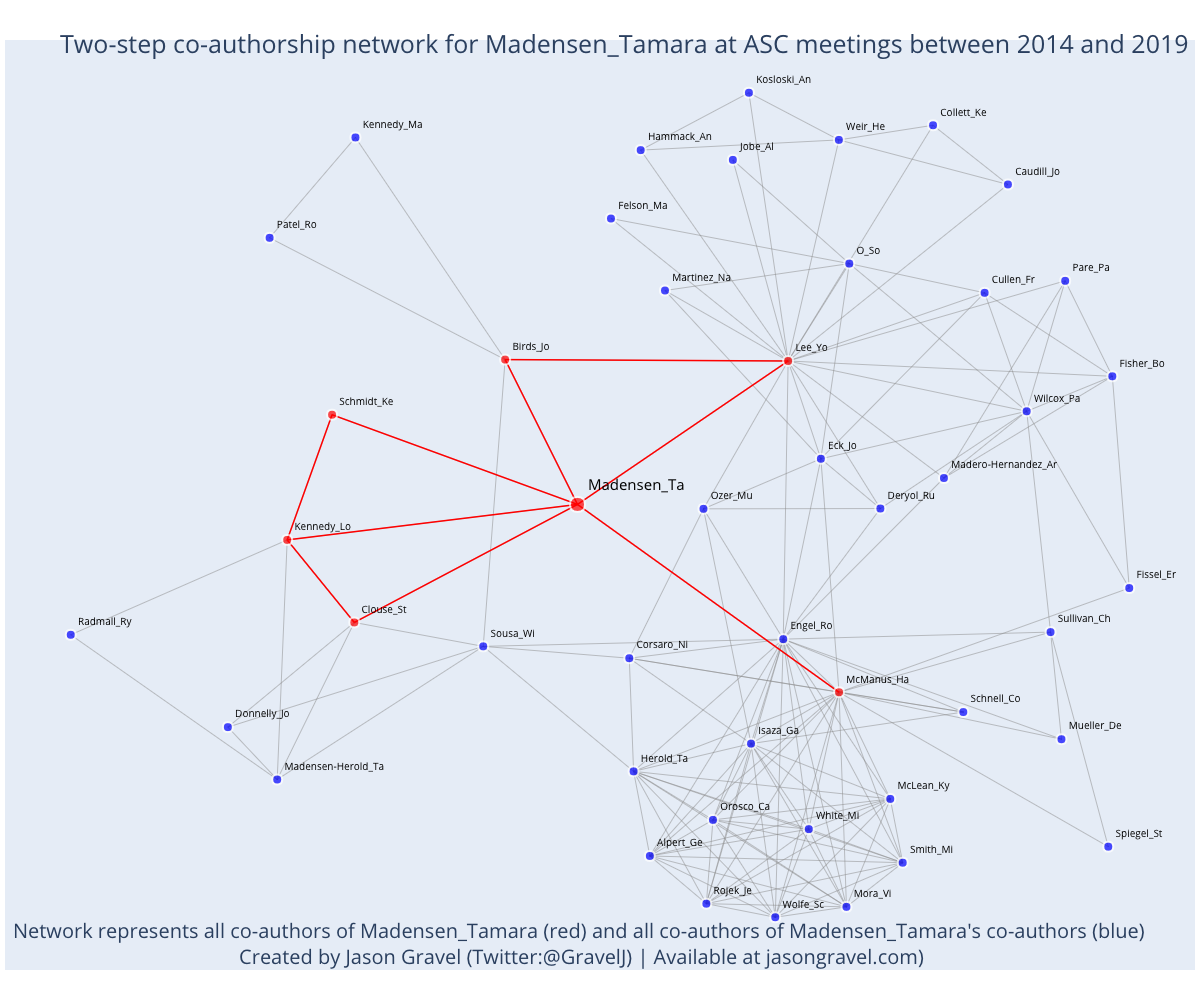 Two-step co-authorship network for Madensen_Tamara at ASC meetings between 2014 and 2019
Kosloski_An
Collett_Ke
Kennedy_Ma
Weir_He
Hammack_An
Jobe_Al
Caudill_Jo
Felson_Ma
Patel_Ro
O_So
Pare_Pa
Martinez_Na
Cullen_Fr
Birds_Jo
Lee_Yo
Fisher_Bo
Schmidt_Ke
Wilcox_Pa
Eck_Jo
Madero-Hernandez_Ar
Madensen_Ta
Ozer_Mu
Deryol_Ru
Kennedy_Lo
Fissel_Er
Clouse_St
Radmall_Ry
Sullivan_Ch
Engel_Ro
Sousa_Wi
Corsaro_Ni
McManus_Ha
Schnell_Co
Donnelly_Jo
Mueller_De
Isaza_Ga
Herold_Ta
Madensen-Herold_Ta
McLean_Ky
Orosco_Ca
White_Mi
Spiegel_St
Alpert_Ge
Smith_Mi
Rojek_Je
Mora_Vi
Wolfe_Sc
Network represents all co-authors of Madensen_Tamara (red) and all co-authors of Madensen_Tamara's co-authors (blue)
Created by Jason Gravel (Twitter:@GravelJ) | Available at jasongravel.com)